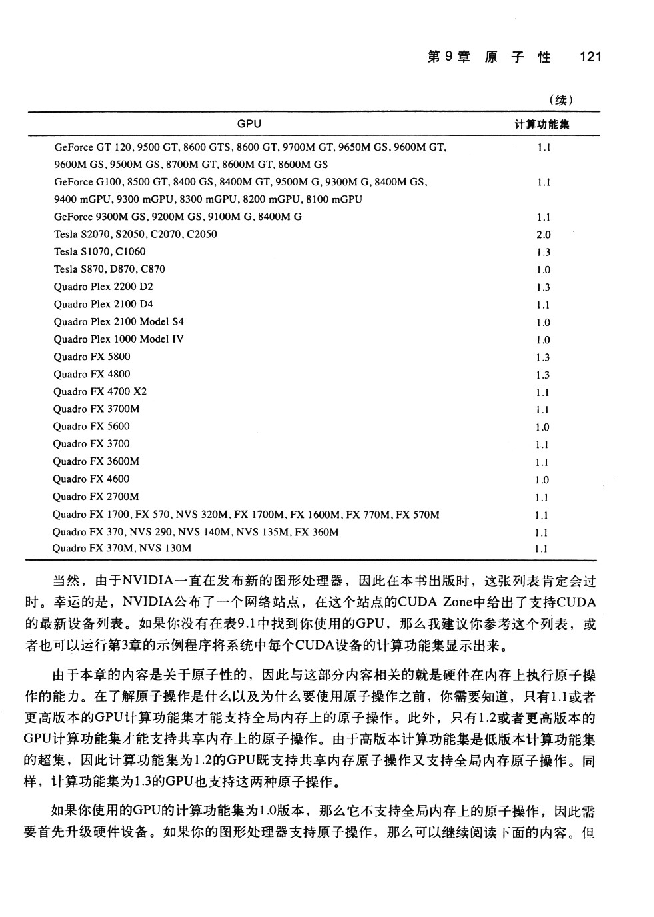 第9章 原 子 性 121
(续)
GPU 计算功能集
GeForce GT 120, 9500 GT, 8600 GTS, 8600 GT, 9700M GT, 9650M GS, 9600M GT, 1.1
9600M GS, 9500M GS, 8700M GT, 8600M GT, 8600M GS
GeForce G100, 8500 GT, 8400 GS, 8400M GT, 9500M G, 9300M G, 8400M GS, 1.1
9400 mGPU, 9300 mGPU, 8300 mGPU, 8200 mGPU, 8100 mGPU
GeForce 9300M GS, 9200M GS, 9100M G, 8400M G 1.1
Tesla S2070, S2050, C2070, C2050 2.0
Tesla S1070, C1060 1.3
Tesla S870, D870, C870 1.0
Quadro Plex 2200 D2 1.3
Quadro Plex 2100 D4 1.1
Quadro Plex 2100 Model S4 1.0
Quadro Plex 1000 Model IV 1.0
Quadro FX 5800 1.3
Quadro FX 4800 1.3
Quadro FX 4700 X2 1.1
Quadro FX 3700M 1.1
Quadro FX 5600 1.0
Quadro FX 3700 1.1
Quadro FX 3600M 1.1
Quadro FX 4600 1.0
Quadro FX 2700M 1.1
Quadro FX 1700, FX 570, NVS 320M, FX 1700M, FX 1600M, FX 770M, FX 570M 1.1
Quadro FX 370, NVS 290, NVS 140M, NVS 135M, FX 360M 1.1
Quadro FX 370M, NVS 130M 1.1
当然，由于NVIDIA一直在发布新的图形处理器，因此在本书出版时，这张列表肯定会过
时。幸运的是，NVIDIA公布了一个网络站点，在这个站点的CUDA Zone中给出了支持CUDA
的最新设备列表。如果你没有在表9.1中找到你使用的GPU，那么我建议你参考这个列表，或
者也可以运行第3章的示例程序将系统中每个CUDA设备的计算功能集显示出来。
由于本章的内容是关于原子性的，因此与这部分内容相关的就是硬件在内存上执行原子操
作的能力。在了解原子操作是什么以及为什么要使用原子操作之前，你需要知道，只有1.1或者
更高版本的GPU计算功能集才能支持全局内存上的原子操作。此外，只有1.2或者更高版本的
GPU计算功能集才能支持共享内存上的原子操作。由于高版本计算功能集是低版本计算功能集
的超集，因此计算功能集为1.2的GPU既支持共享内存原子操作又支持全局内存原子操作。同
样，计算功能集为1.3的GPU也支持这两种原子操作。
如果你使用的GPU的计算功能集为1.0版本，那么它不支持全局内存上的原子操作，因此需
要首先升级硬件设备。如果你的图形处理器支持原子操作，那么可以继续阅读下面的内容。但